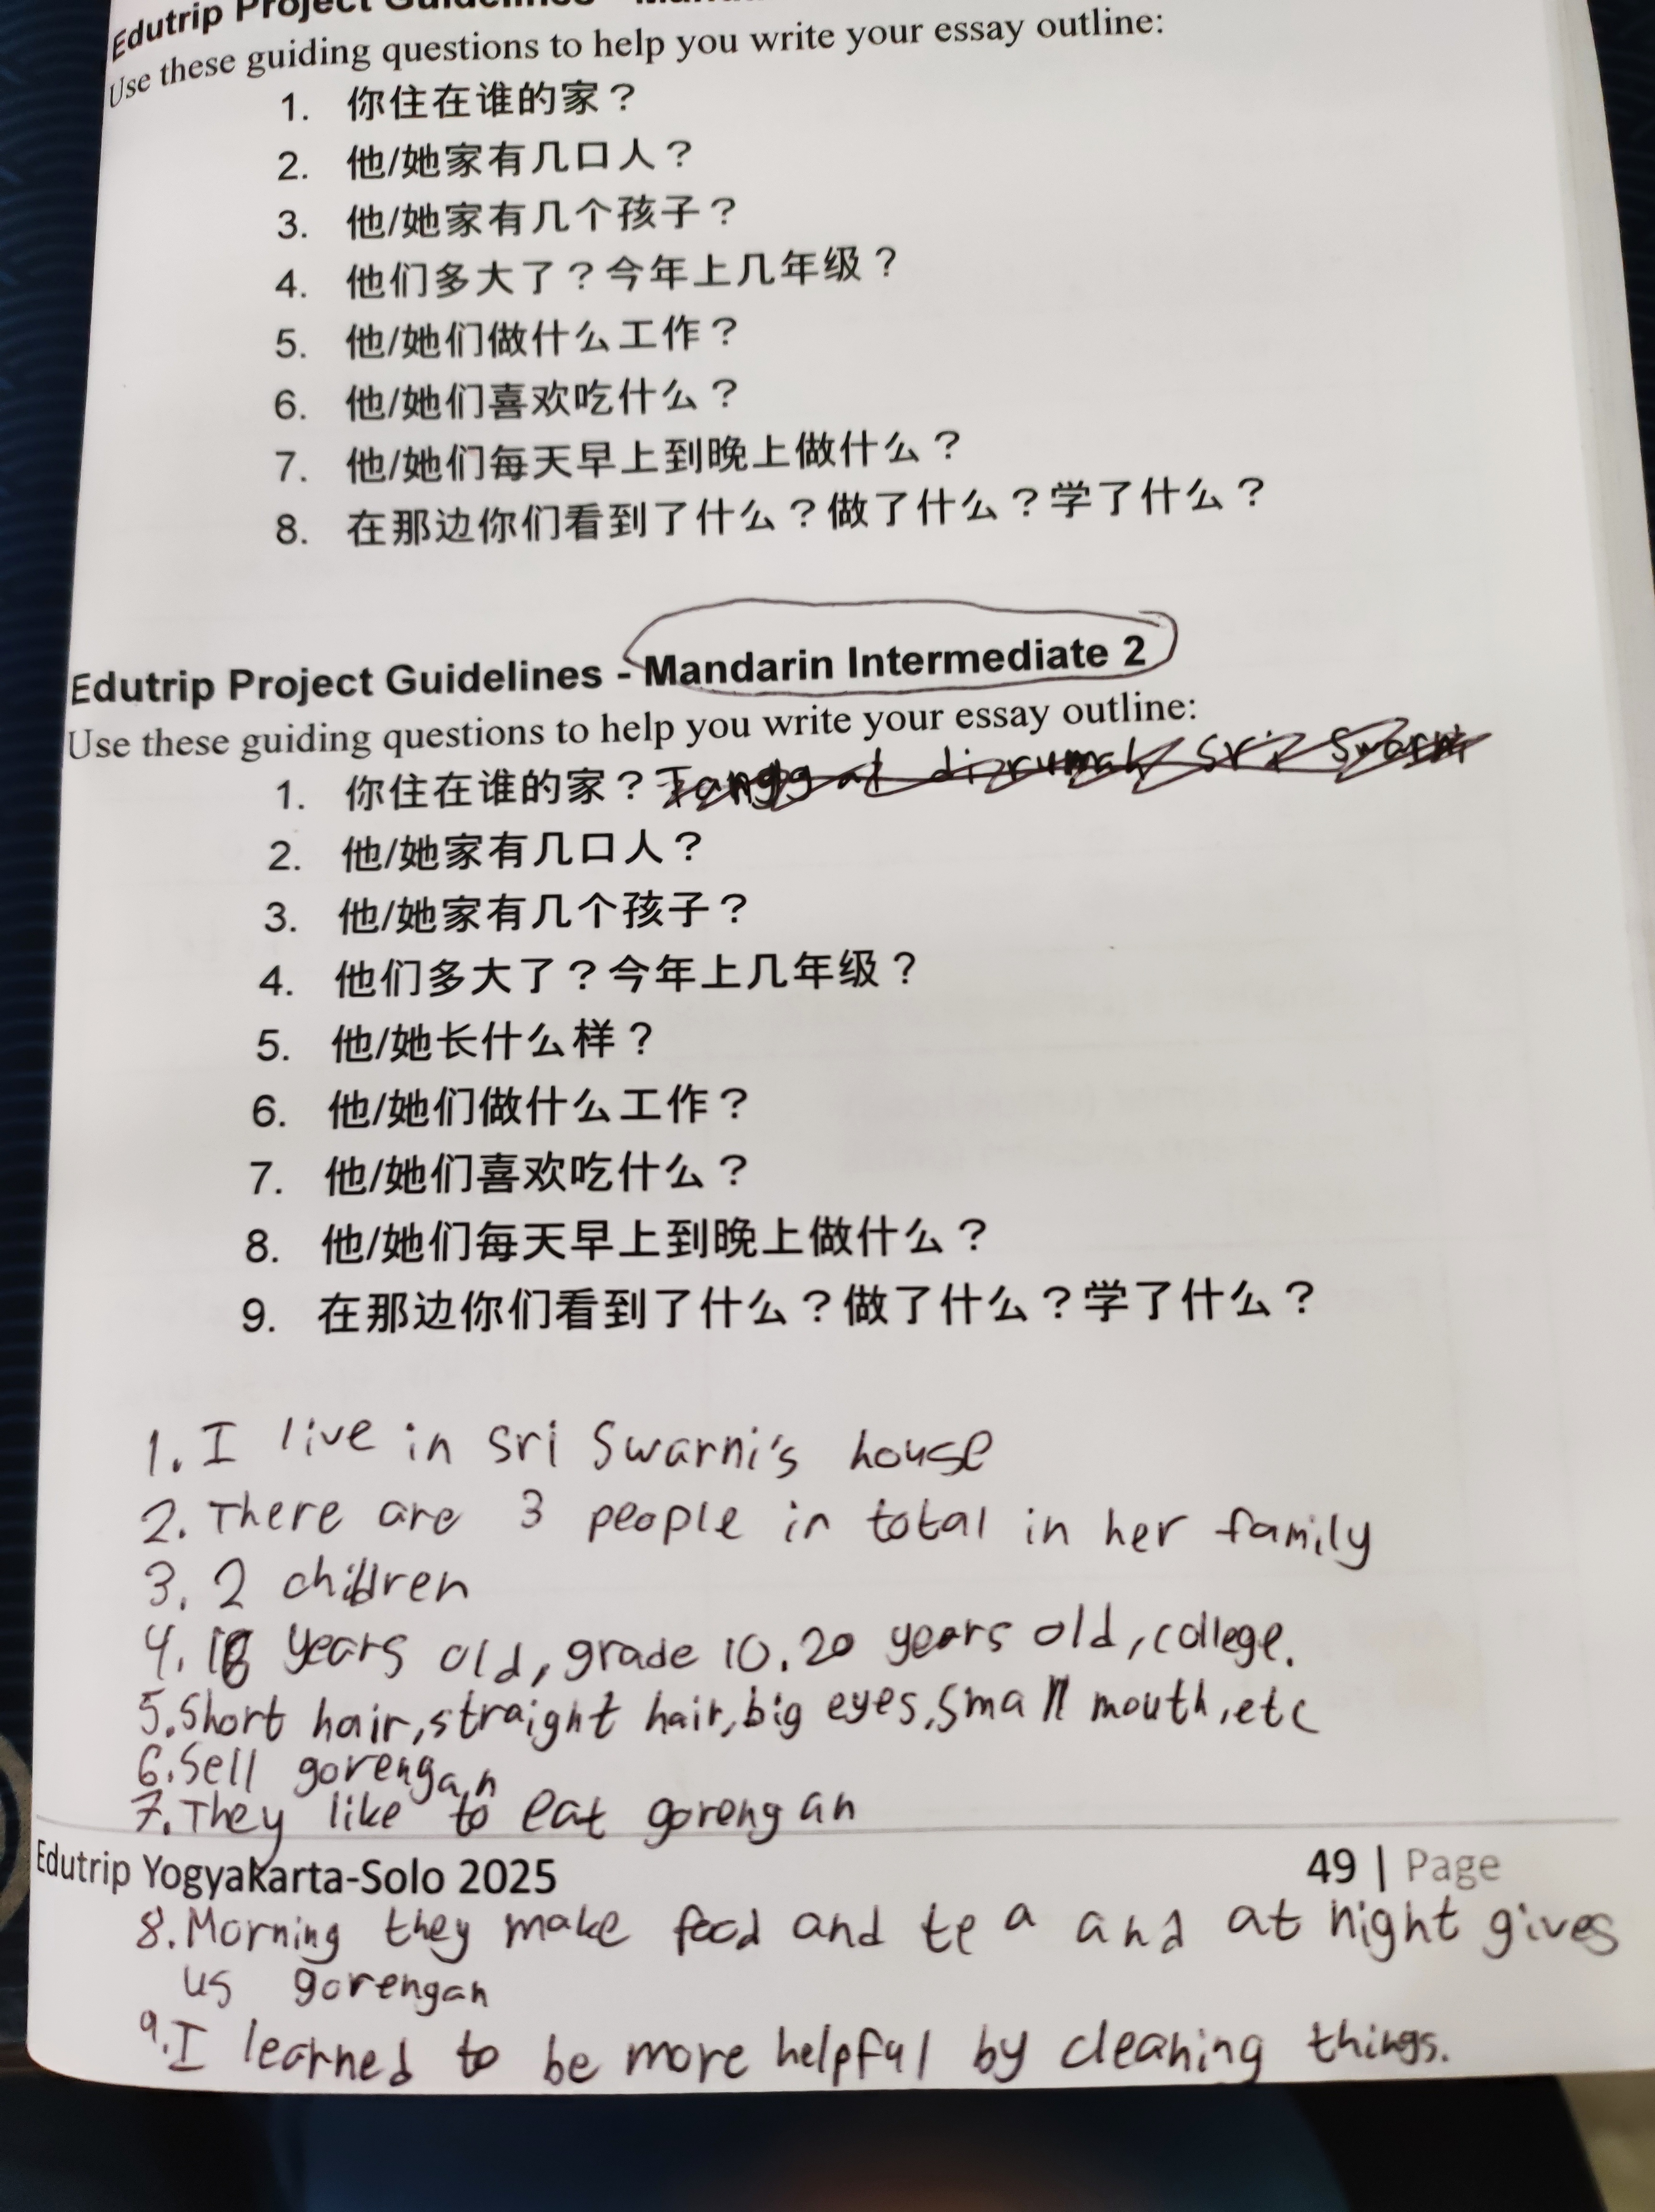 Edutrip Project Guidelines -
Use these guiding questions to help you write your essay outline:
1. 你住在谁的家？
2. 他/她家有几口人？
3. 他/她家有几个孩子？
4. 他们多大了？今年上几年级？
5. 他/她们做什么工作？
6. 他/她们喜欢吃什么？
7. 他/她们每天早上到晚上做什么？
8. 在那边你们看到了什么？做了什么？学了什么？
Edutrip Project Guidelines - Mandarin Intermediate 2
Use these guiding questions to help you write your essay outline:
1. 你住在谁的家？
2. 他/她家有几口人？
3. 他/她家有几个孩子？
4. 他们多大了？今年上几年级？
5. 他/她长什么样？
6. 他/她们做什么工作？
7. 他/她们喜欢吃什么？
8. 他/她们每天早上到晚上做什么？
9. 在那边你们看到了什么？做了什么？学了什么？
1. I live in Sri Swarni's house
2. There are 3 people in total in her family
3. 2 children
4. 18 years old, grade 10. 20 years old, college.
5. Short hair, straight hair, big eyes, small mouth, etc
6. Sell gorengan
7. They like to eat gorengan
Edutrip Yogyakarta-Solo 2025 49 | Page
8. Morning they make food and tea and at night gives
us gorengan
9. I learned to be more helpful by cleaning things.